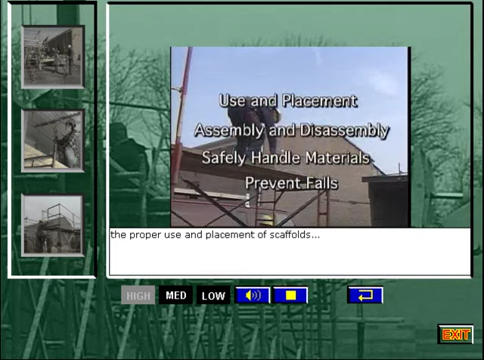 Use and Placement
Assembly and Disassembly
Safely Handle Materials
Prevent Falls
the proper use and placement of scaffolds...
HIGH MED LOW
EXIT